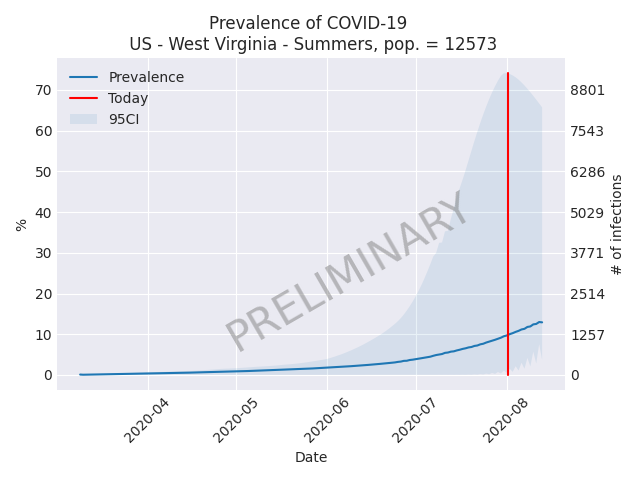 Prevalence of COVID-19
US - West Virginia - Summers, pop. = 12573
Prevalence
Today
95CI
PRELIMINARY
%
70
60
50
40
30
20
10
0
8801
7543
6286
5029
3771
2514
1257
0
# of infections
2020-04
2020-05
2020-06
2020-07
2020-08
Date